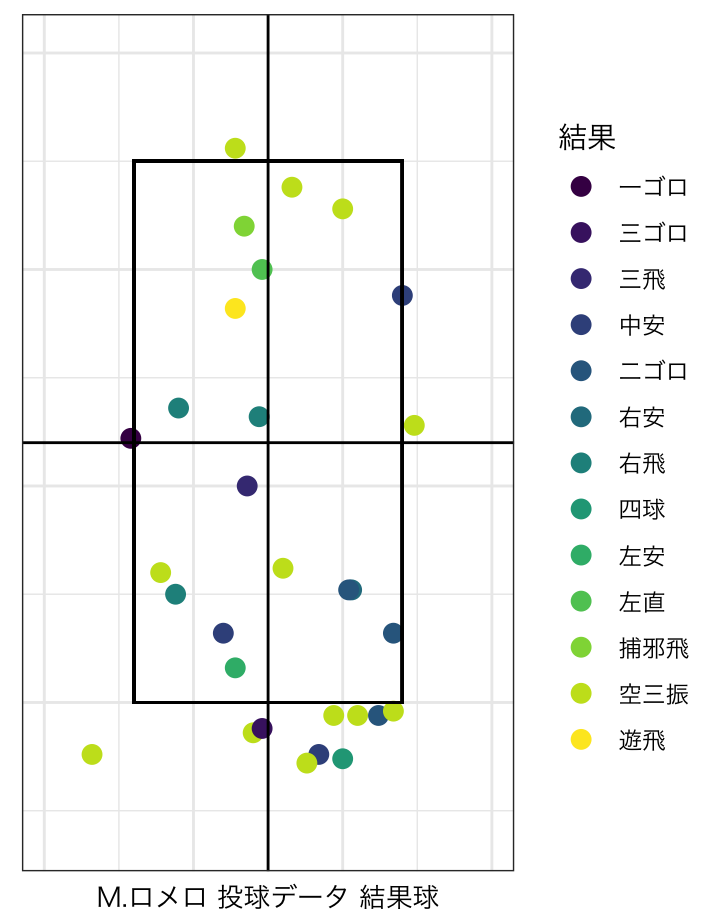 結果
一ゴロ
三ゴロ
三飛
中安
二ゴロ
右安
右飛
四球
左安
左直
捕邪飛
空三振
遊飛
M.ロメロ 投球データ 結果球